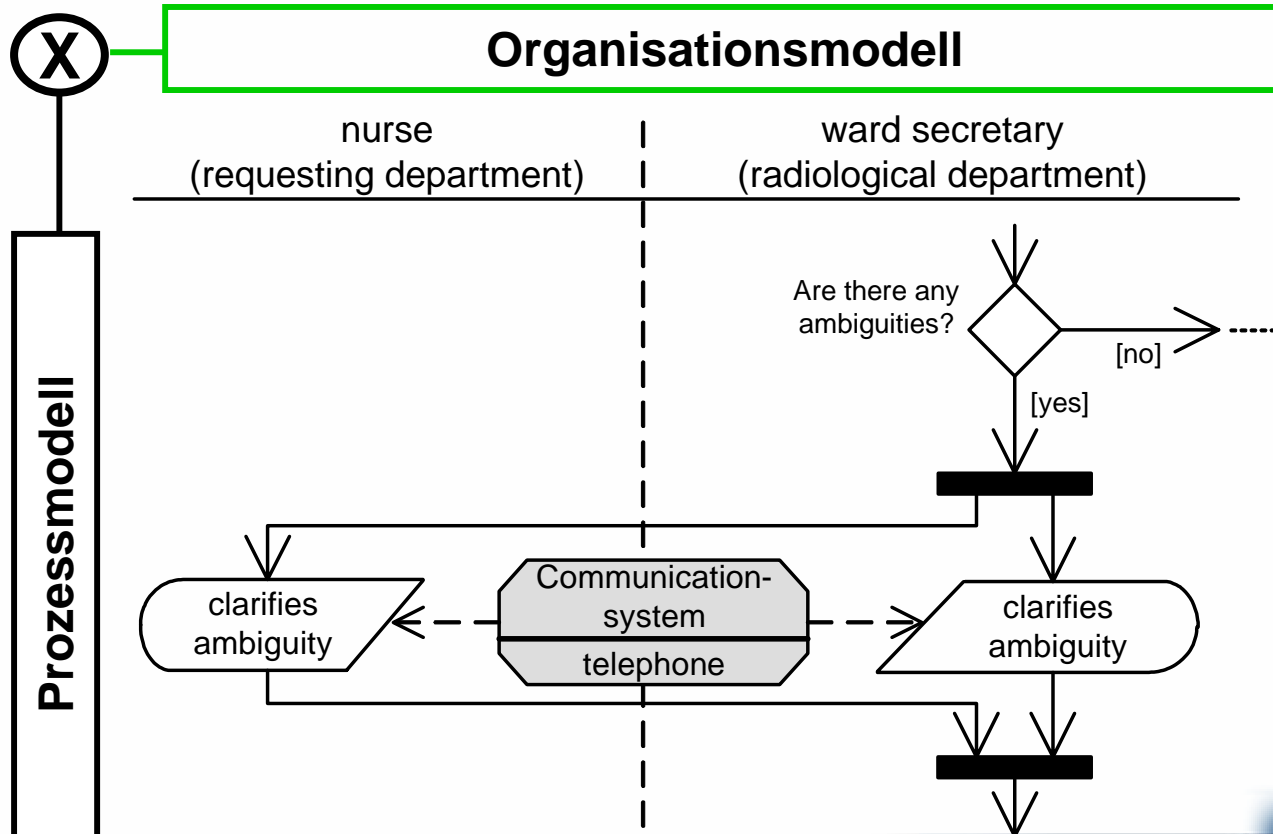 X
Organisationsmodell
nurse
(requesting department)
ward secretary
(radiological department)
Prozessmodell
Are there any
ambiguities?
[no]
[yes]
clarifies
ambiguity
Communication-
system
telephone
clarifies
ambiguity